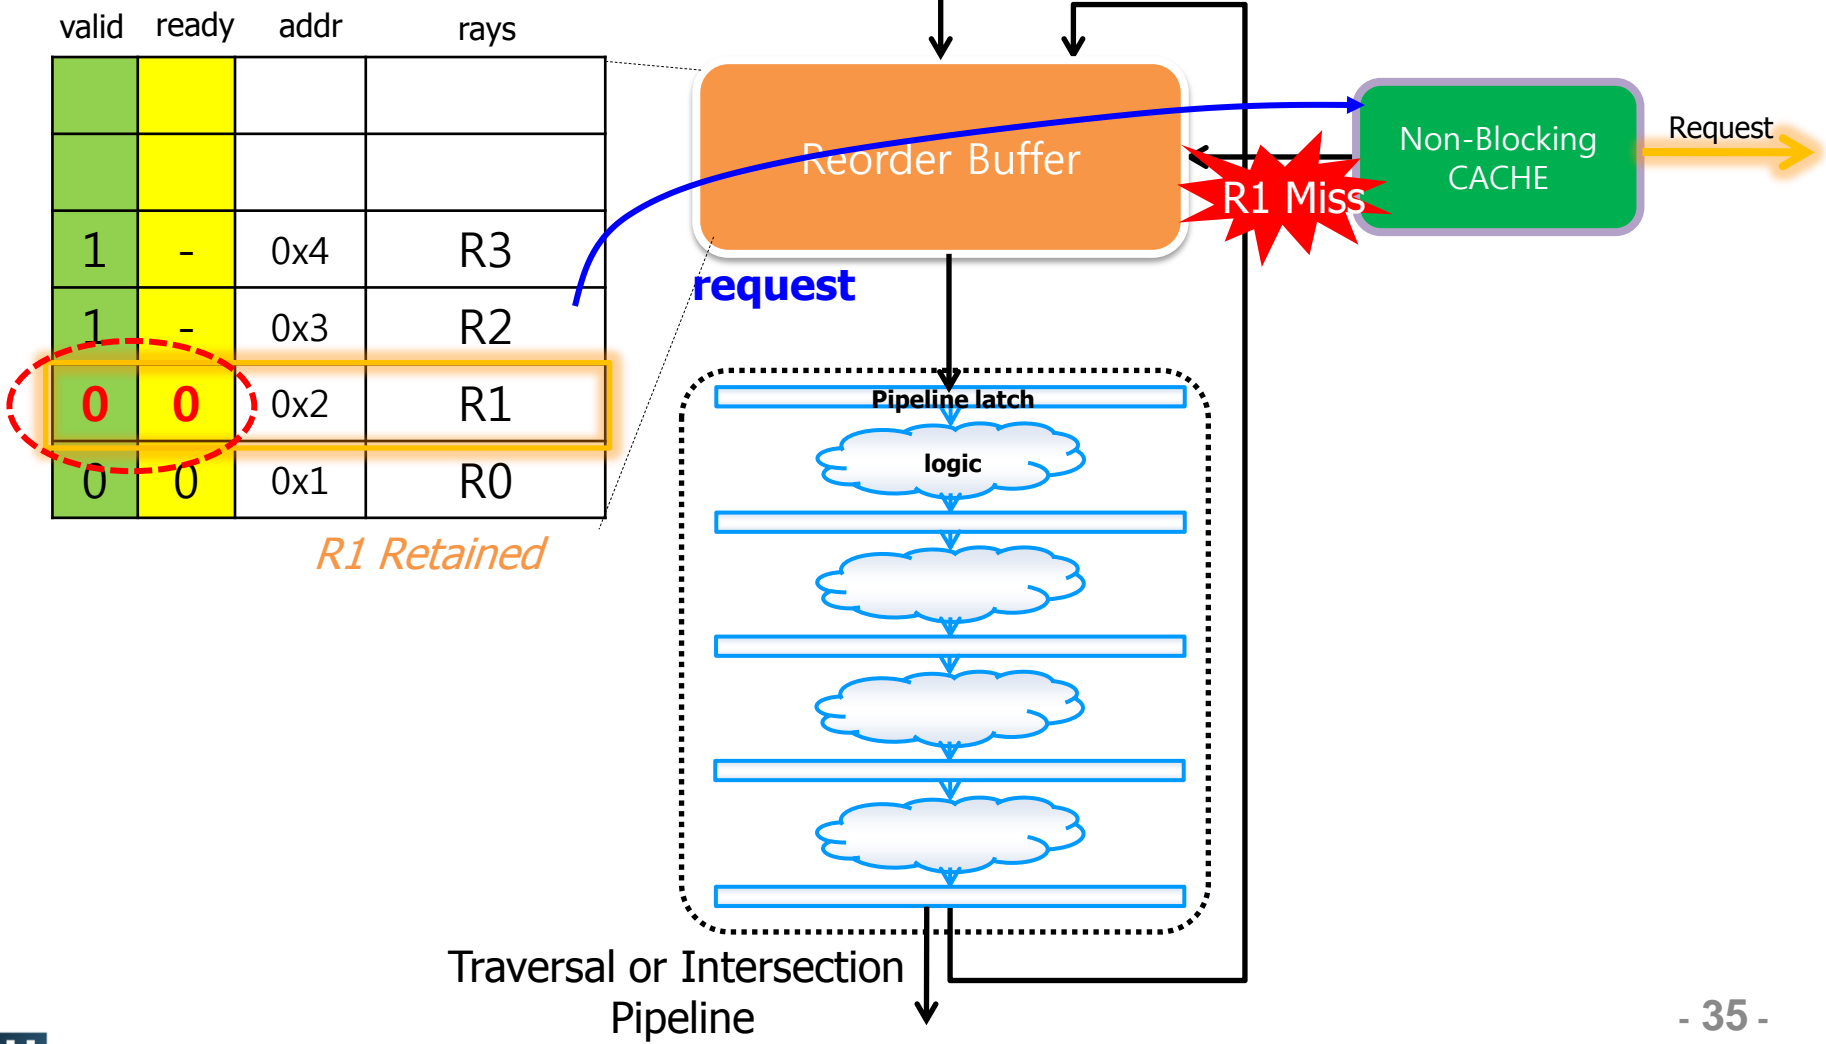 valid ready addr rays
1 - 0x4 R3
1 - 0x3 R2
0 0 0x2 R1
0 0 0x1 R0
R1 Retained
Reorder Buffer
request
R1 Miss
Non-Blocking
CACHE
Request
Pipeline latch
logic
Traversal or Intersection
Pipeline
- 35 -